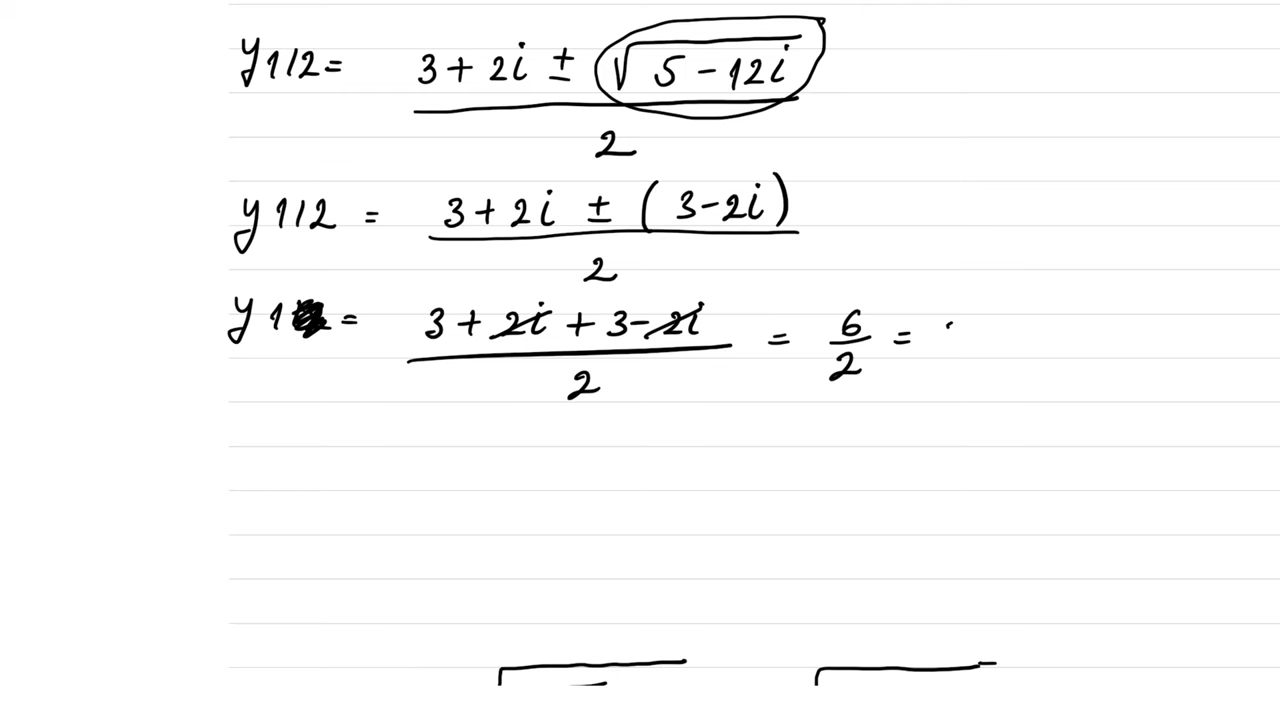 y1/2 = (3 + 2i ± √(5 - 12i)) / 2
y1/2 = (3 + 2i ± (3 - 2i)) / 2
y1 = (3 + 2i + 3 - 2i) / 2 = 6/2 =